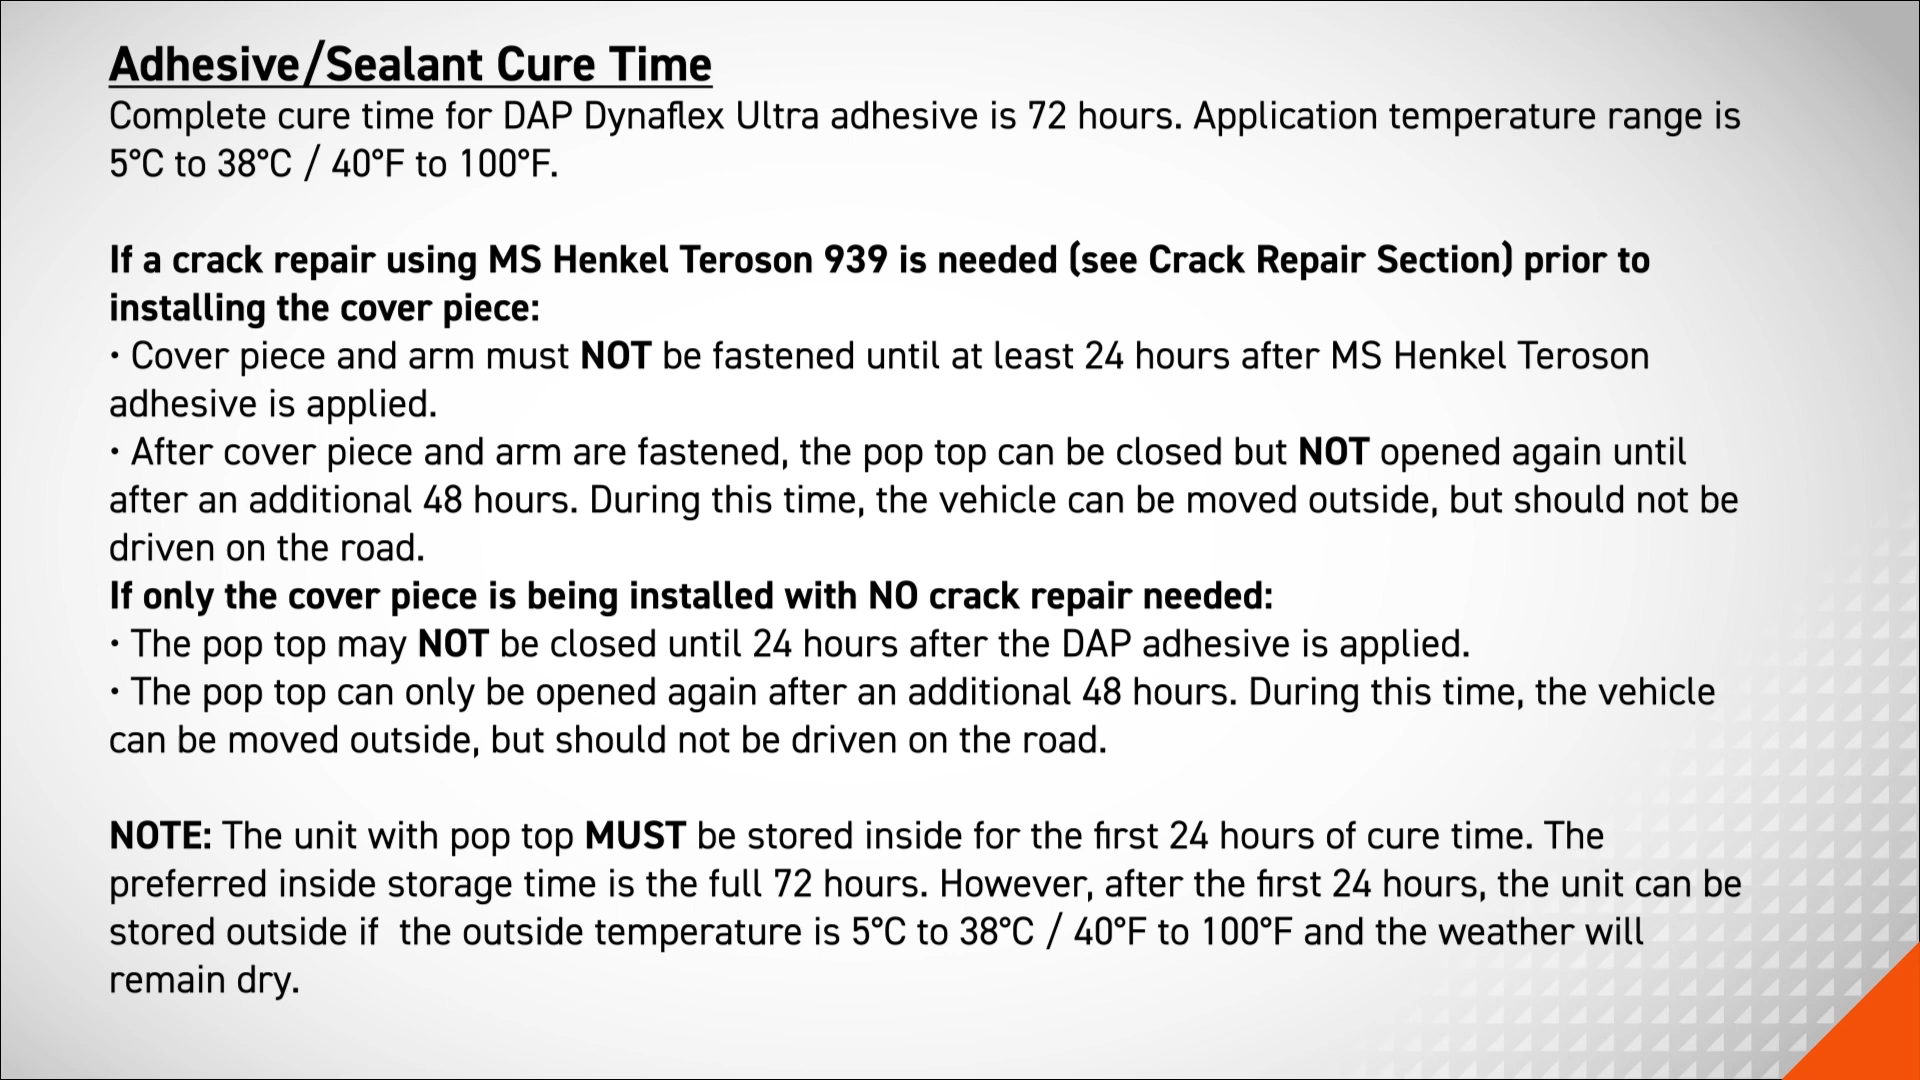 Adhesive/Sealant Cure Time
Complete cure time for DAP Dynaflex Ultra adhesive is 72 hours. Application temperature range is
5°C to 38°C / 40°F to 100°F.
If a crack repair using MS Henkel Teroson 939 is needed (see Crack Repair Section) prior to
installing the cover piece:
• Cover piece and arm must NOT be fastened until at least 24 hours after MS Henkel Teroson
adhesive is applied.
• After cover piece and arm are fastened, the pop top can be closed but NOT opened again until
after an additional 48 hours. During this time, the vehicle can be moved outside, but should not be
driven on the road.
If only the cover piece is being installed with NO crack repair needed:
• The pop top may NOT be closed until 24 hours after the DAP adhesive is applied.
• The pop top can only be opened again after an additional 48 hours. During this time, the vehicle
can be moved outside, but should not be driven on the road.
NOTE: The unit with pop top MUST be stored inside for the first 24 hours of cure time. The
preferred inside storage time is the full 72 hours. However, after the first 24 hours, the unit can be
stored outside if  the outside temperature is 5°C to 38°C / 40°F to 100°F and the weather will
remain dry.